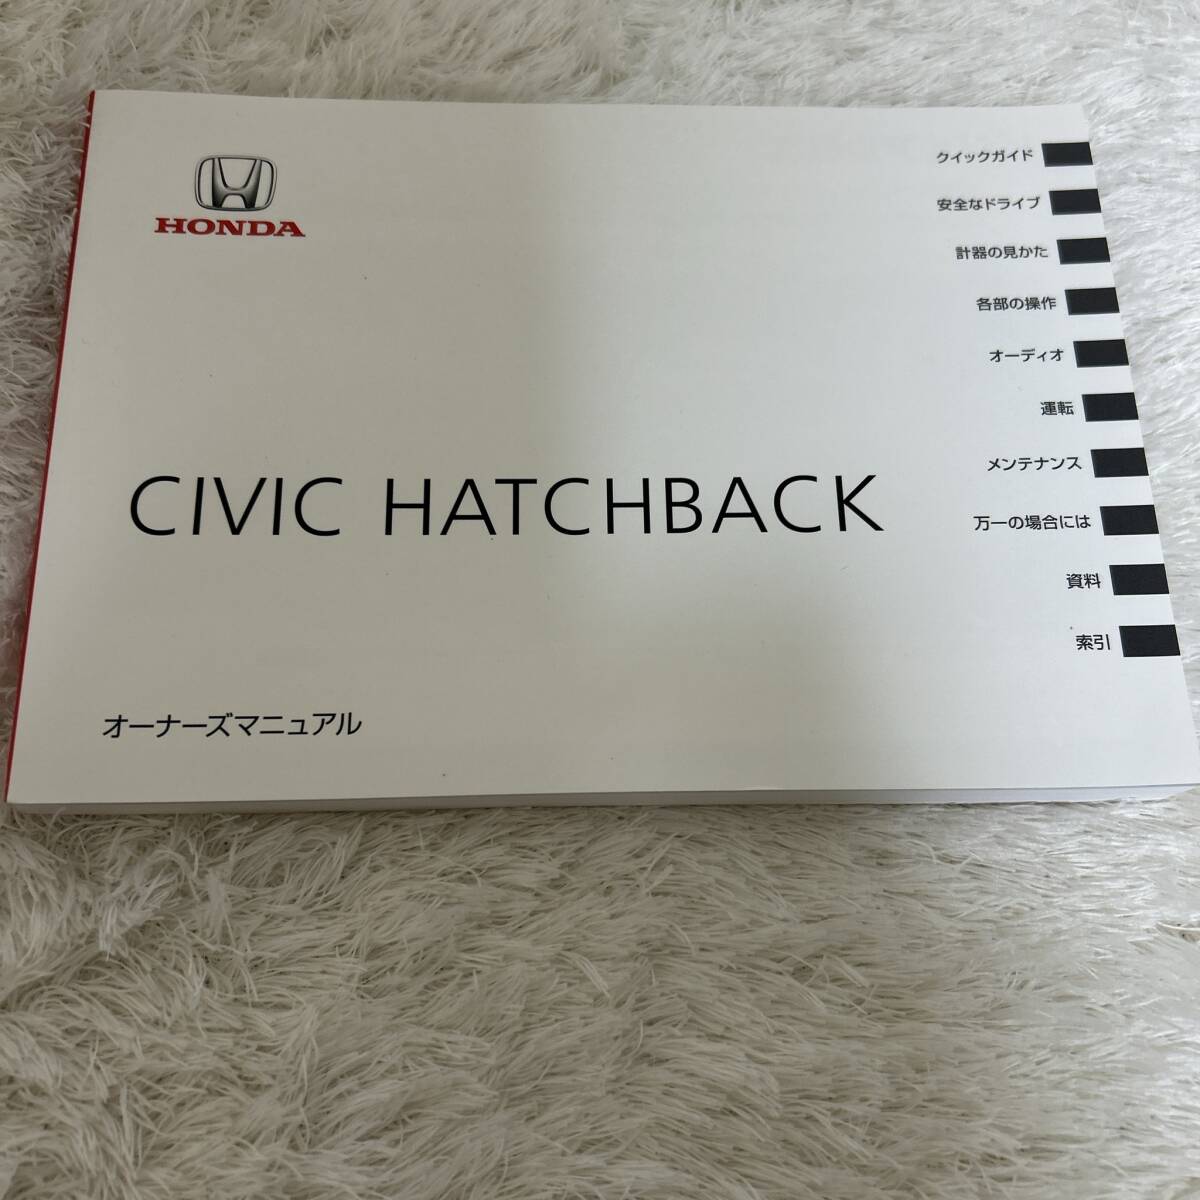 HONDA
CIVIC HATCHBACK
オーナーズマニュアル
クイックガイド
安全なドライブ
計器の見かた
各部の操作
オーディオ
運転
メンテナンス
万一の場合には
資料
索引